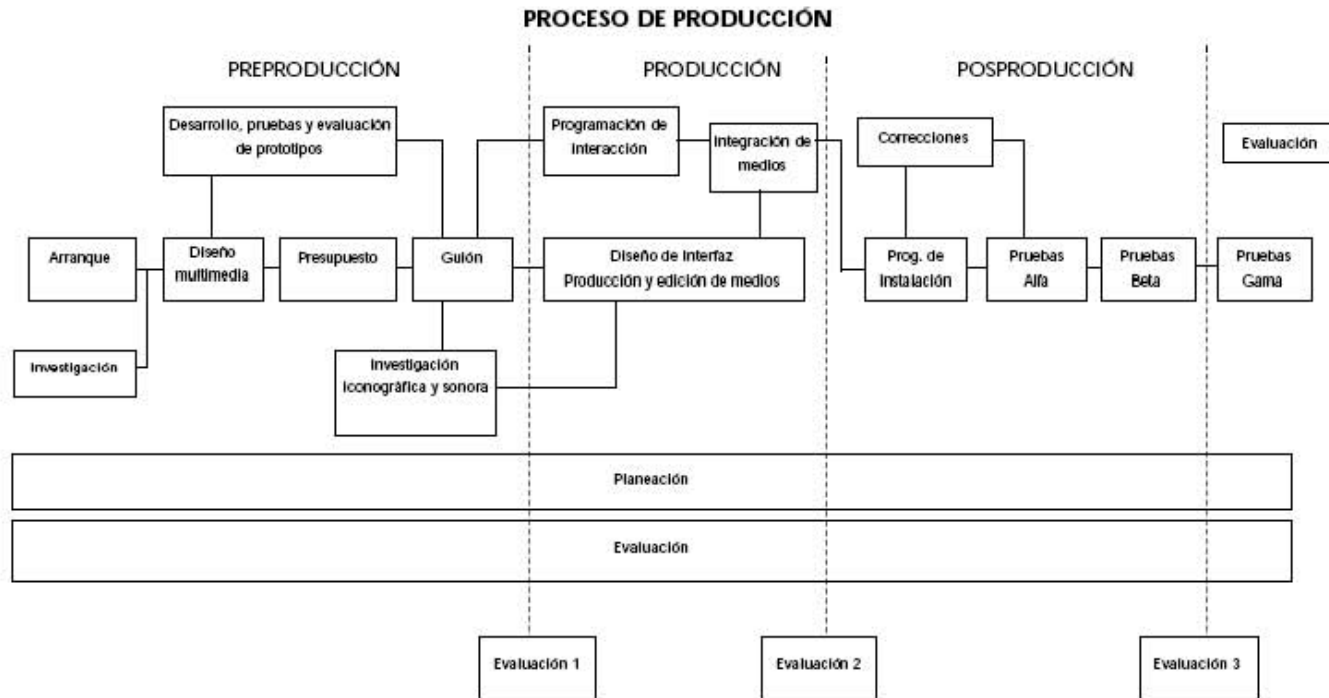 PROCESO DE PRODUCCIÓN
PREPRODUCCIÓN
PRODUCCIÓN
POSPRODUCCIÓN
Desarrollo, pruebas y evaluación
de prototipos
Programación de
interacción
Integración de
medios
Correcciones
Evaluación
Arranque
Diseño
multimedia
Presupuesto
Guión
Diseño de interfaz
Producción y edición de medios
Prog. de
instalación
Pruebas
Alfa
Pruebas
Beta
Pruebas
Gama
Investigación
Investigación
iconográfica y sonora
Planeación
Evaluación
Evaluación 1
Evaluación 2
Evaluación 3